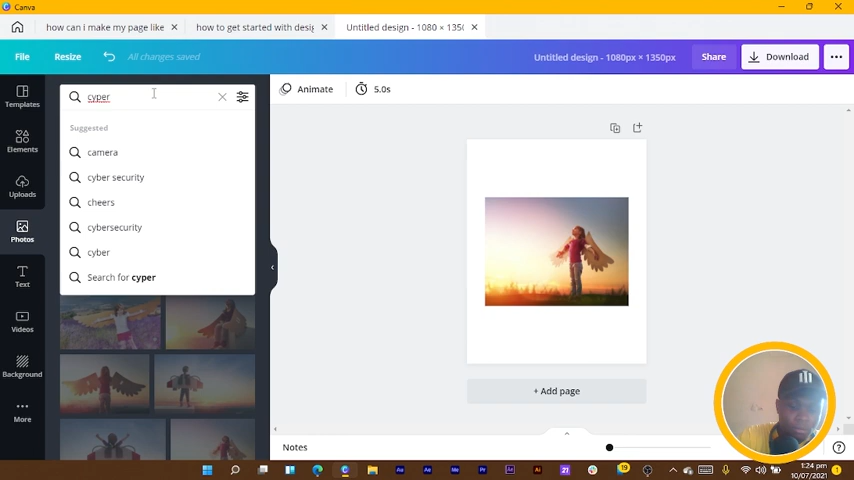 Canva
how can i make my page like
how to get started with desig
Untitled design - 1080 × 1350
File
Resize
All changes saved
Untitled design - 1080px × 1350px
Share
Download
Templates
Elements
Uploads
Photos
Text
Videos
Background
More
cyper
Suggested
camera
cyber security
cheers
cybersecurity
cyber
Search for cyper
Animate
5.0s
+ Add page
Notes
19
1:24 pm
10/07/2021